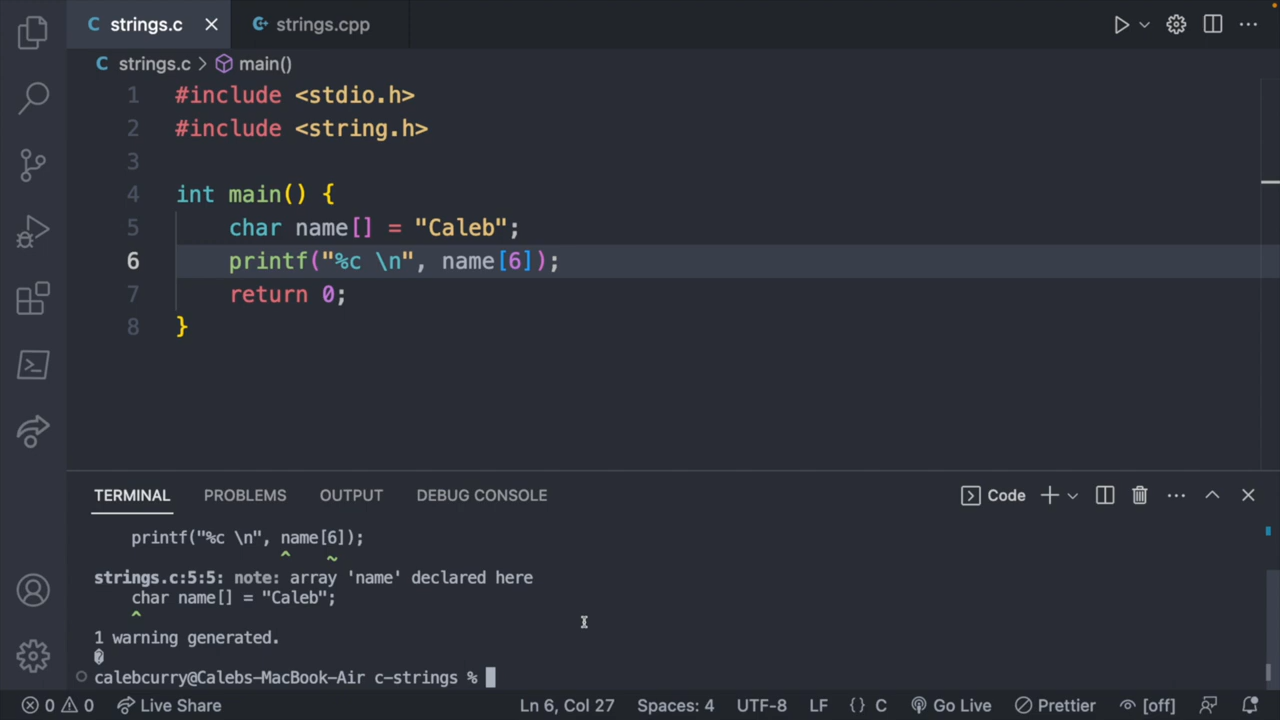 strings.c
strings.cpp
strings.c > main()
1 #include <stdio.h>
2 #include <string.h>
3
4 int main() {
5 char name[] = "Caleb";
6 printf("%c \n", name[6]);
7 return 0;
8 }
TERMINAL PROBLEMS OUTPUT DEBUG CONSOLE Code
printf("%c \n", name[6]);
^ ~
strings.c:5:5: note: array 'name' declared here
char name[] = "Caleb";
^
1 warning generated.
�
calebcurry@Calebs-MacBook-Air c-strings %
0 0 Live Share Ln 6, Col 27 Spaces: 4 UTF-8 LF {} C Go Live Prettier [off]